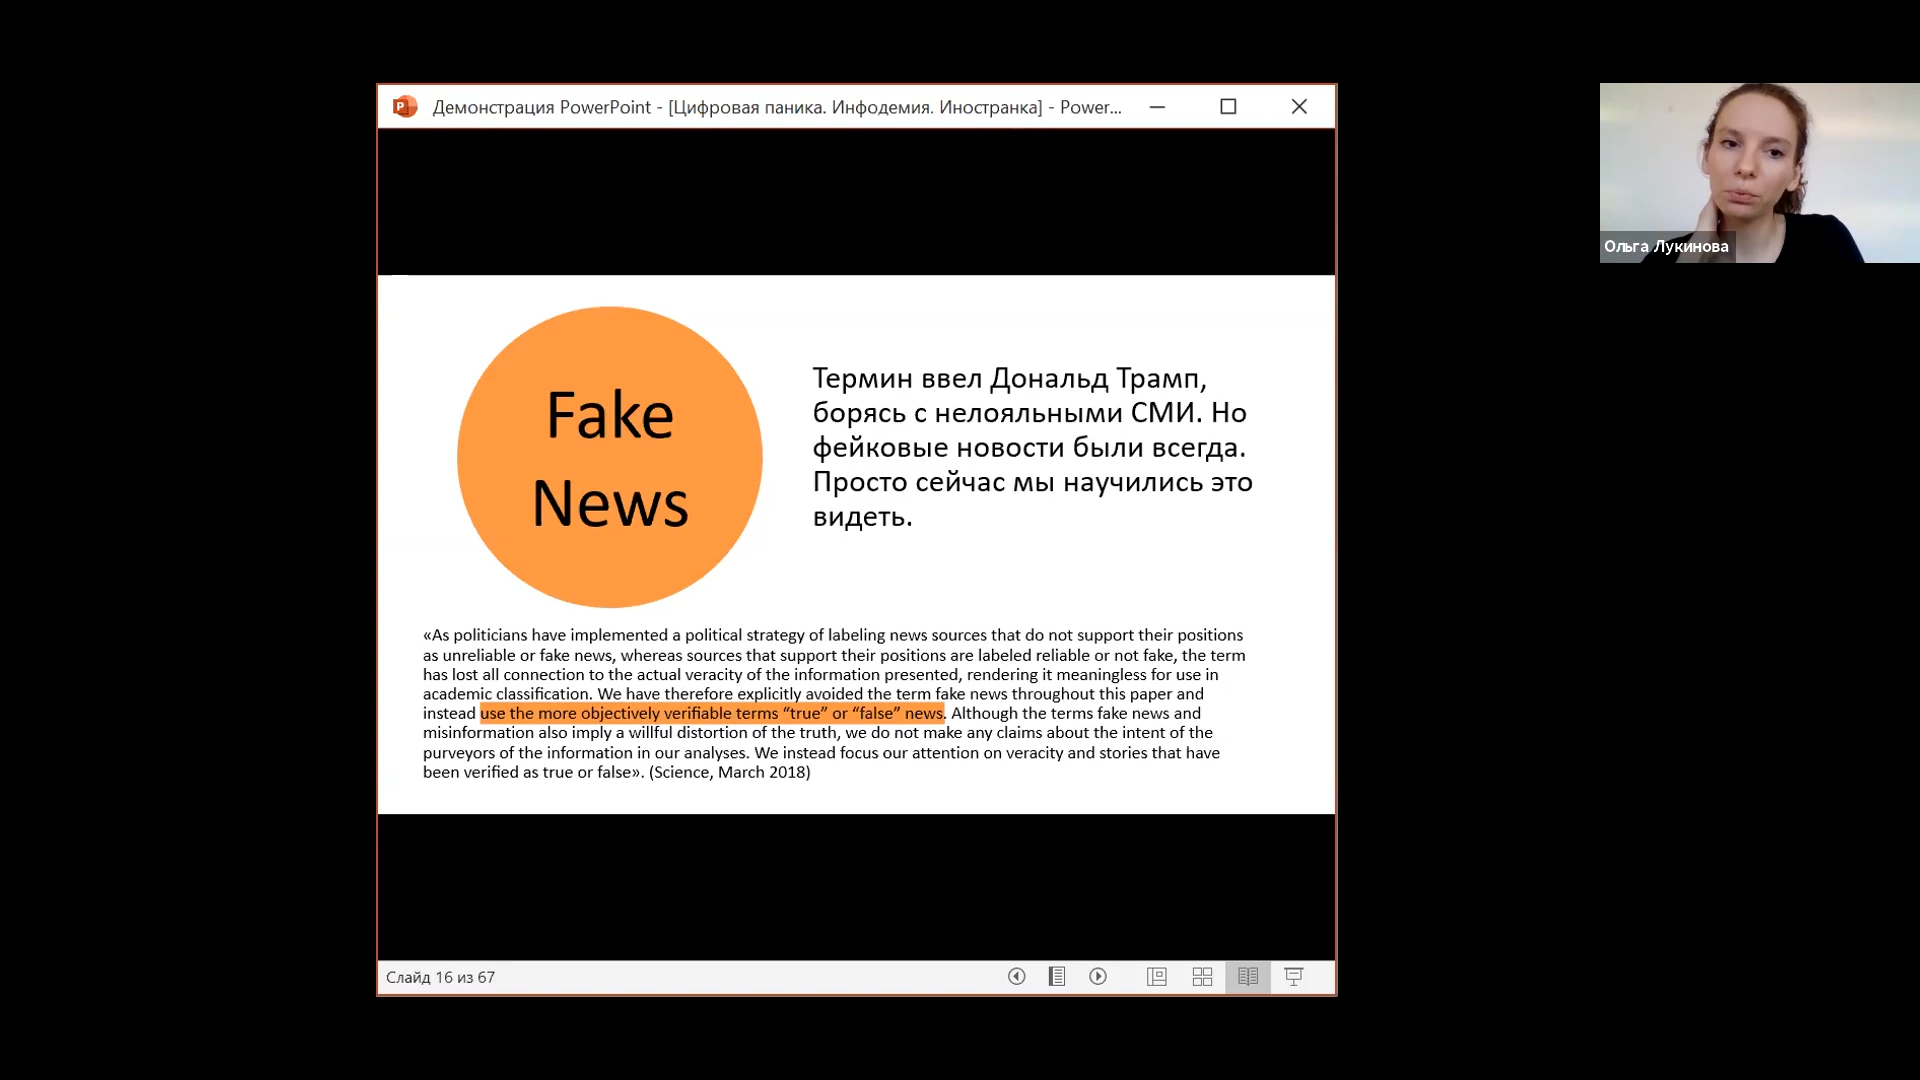 Демонстрация PowerPoint - [Цифровая паника. Инфодемия. Иностранка] - Power...
Ольга Лукинова
Fake
News
Термин ввел Дональд Трамп,
борясь с нелояльными СМИ. Но
фейковые новости были всегда.
Просто сейчас мы научились это
видеть.
«As politicians have implemented a political strategy of labeling news sources that do not support their positions
as unreliable or fake news, whereas sources that support their positions are labeled reliable or not fake, the term
has lost all connection to the actual veracity of the information presented, rendering it meaningless for use in
academic classification. We have therefore explicitly avoided the term fake news throughout this paper and
instead use the more objectively verifiable terms “true” or “false” news. Although the terms fake news and
misinformation also imply a willful distortion of the truth, we do not make any claims about the intent of the
purveyors of the information in our analyses. We instead focus our attention on veracity and stories that have
been verified as true or false». (Science, March 2018)
Слайд 16 из 67